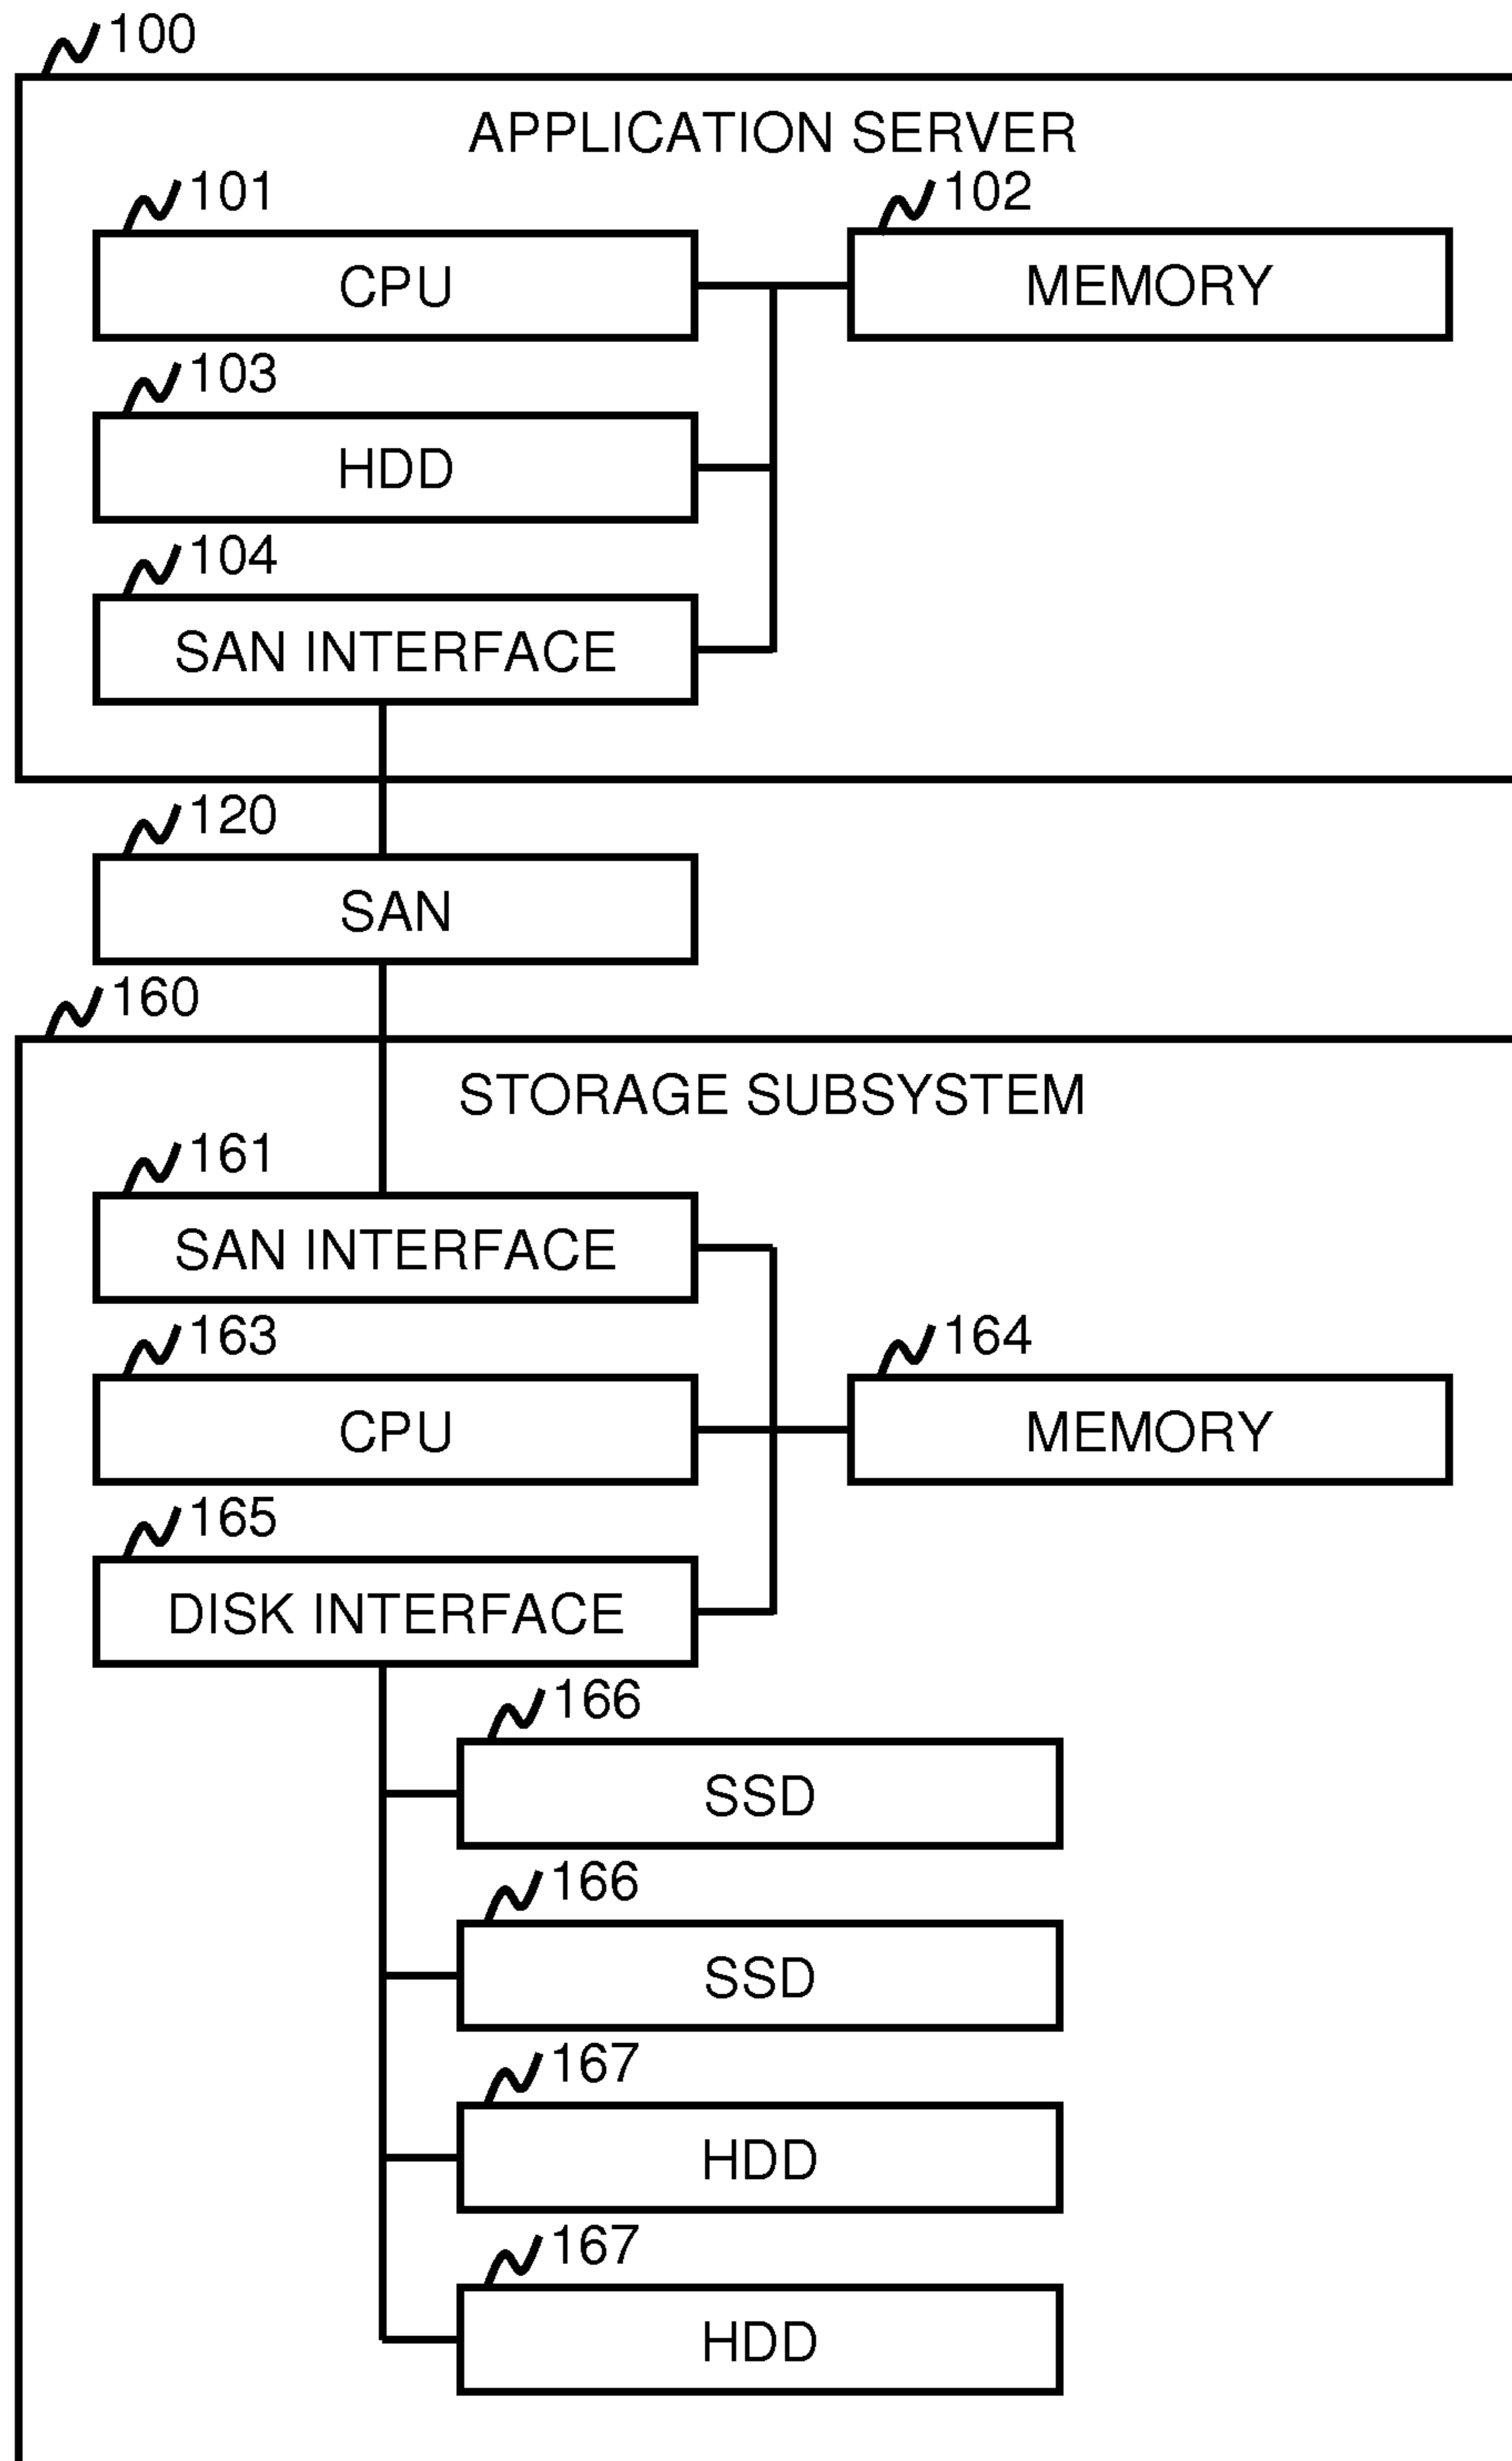 100
APPLICATION SERVER
101
102
CPU
MEMORY
103
HDD
104
SAN INTERFACE
120
SAN
160
STORAGE SUBSYSTEM
161
SAN INTERFACE
163
164
CPU
MEMORY
165
DISK INTERFACE
166
SSD
166
SSD
167
HDD
167
HDD